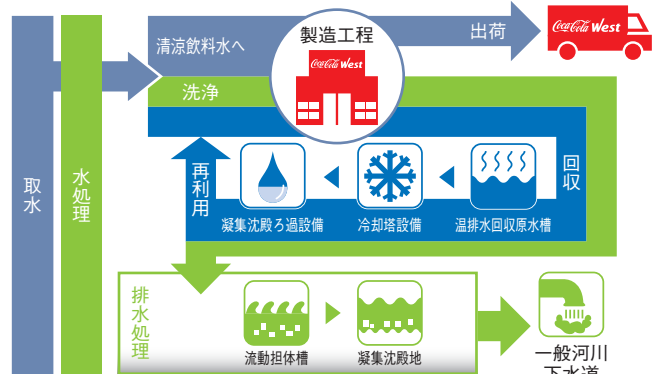 取水
水処理
清涼飲料水へ
製造工程
Coca-Cola West
出荷
Coca-Cola West
洗浄
再利用
回収
凝集沈殿ろ過設備
冷却塔設備
温排水回収原水槽
排水処理
流動担体槽
凝集沈殿地
一般河川
下水道